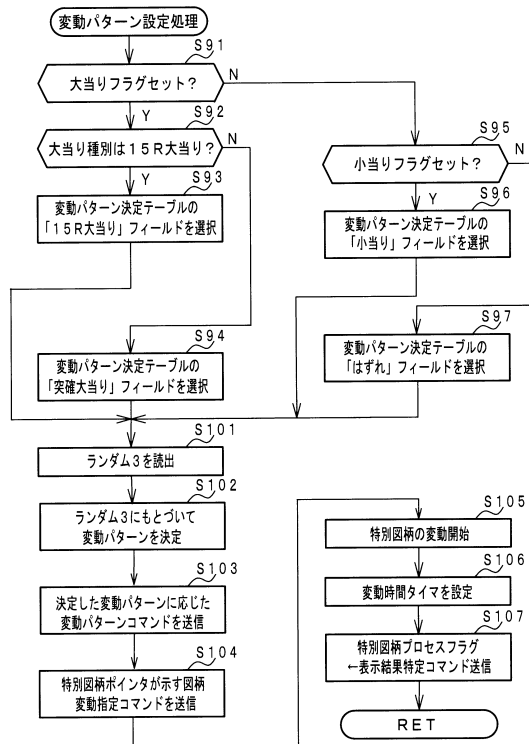 変動パターン設定処理
S91
大当りフラグセット?
N
Y
S92
大当り種別は15R大当り?
N
Y
S93
変動パターン決定テーブルの
「15R大当り」フィールドを選択
S94
変動パターン決定テーブルの
「突確大当り」フィールドを選択
S95
小当りフラグセット?
N
Y
S96
変動パターン決定テーブルの
「小当り」フィールドを選択
S97
変動パターン決定テーブルの
「はずれ」フィールドを選択
S101
ランダム3を読出
S102
ランダム3にもとづいて
変動パターンを決定
S103
決定した変動パターンに応じた
変動パターンコマンドを送信
S104
特別図柄ポインタが示す図柄
変動指定コマンドを送信
S105
特別図柄の変動開始
S106
変動時間タイマを設定
S107
特別図柄プロセスフラグ
←表示結果特定コマンド送信
RET